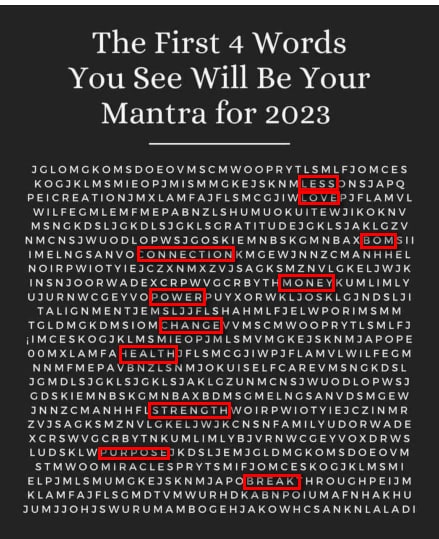 The First 4 Words
You See Will Be Your
Mantra for 2023
JGLOMGKOMSDOEOVMSCMWOOPRYTLSMLFJOMCES
KOGJKLMSMIEOPJMISMMGKEJSKNMLESSONSJAPQ
PEICREATIONJMXLAMFAJFLSMCGJIWLOVEPJFLAMVL
WILFEGMLEMFMEPABNZLSHUMUOKUITEWJIKOKNV
MSNGKDSLJGKDLSJGKLSGRATITUDEJGKLSJAKLGZV
NMCNSJWUODLOPWSJGOSKIEMNBSKGMNBAXBOMSII
IMELNGSANVOCONNECTIONKMGEWJNNZCMANHHEL
NOIRPWIOTYIEJCZXNMXZVJSAGKSMZNVLGKELJWJK
INSNJOORWADEXCRPWVGCRBYTHMONEYKUMLIMLY
UJURNWCGEYVOPOWERPUYXORWKLJOSKLGJNDSLJI
TALIGNMENTJEMSLJJFLSHAHMLFJELWPORIMSMM
TGLDMGKDMSIOMCHANGEVVMSCMWOOPRYTLSMLFJ
¡IMCESKOGJKLMSMIEOPJMLSMVMGKEJSKNMJAPOPE
00MXLAMFAHEALTHJFLSMCGJIWPJFLAMVLWILFEGM
NNMFMEPAVBNZLSNMJOKUISELFCAREVMSNGKDSL
JGMDLSJGKLSJGKLSJAKLGZUNMCNSJWUODLOPWSJ
GDSKIEMNBSKGMNBAXBMSGMELNGSANVDSMGEW
JNNZCMANHHFLSTRENGTHWOIRPWIOTYIEJCZINMR
ZVJSAGKSMZNVLGKELJWJKCNSNFAMILYUDORWADE
XCRSWVGCRBYTNKUMLIMLYBJVRNWCGEYVOXDRWS
LUDSKLWPURPOSEJKDSLJEMJGLDMGKOMSDOEOVM
STMWOOMIRACLESPRYTSMIFJOMCESKOGJKLMSMI
ELPJMLSMUMGKEJSKNMJAPOBREAKTHROUGHPEIJM
KLAMFAJFLSGMDTVMWURHDKABNPOIUMAFNHAKHU
JUMJJOHJSWURUMAMBOGEHJAKOWHCSANKNLALADI